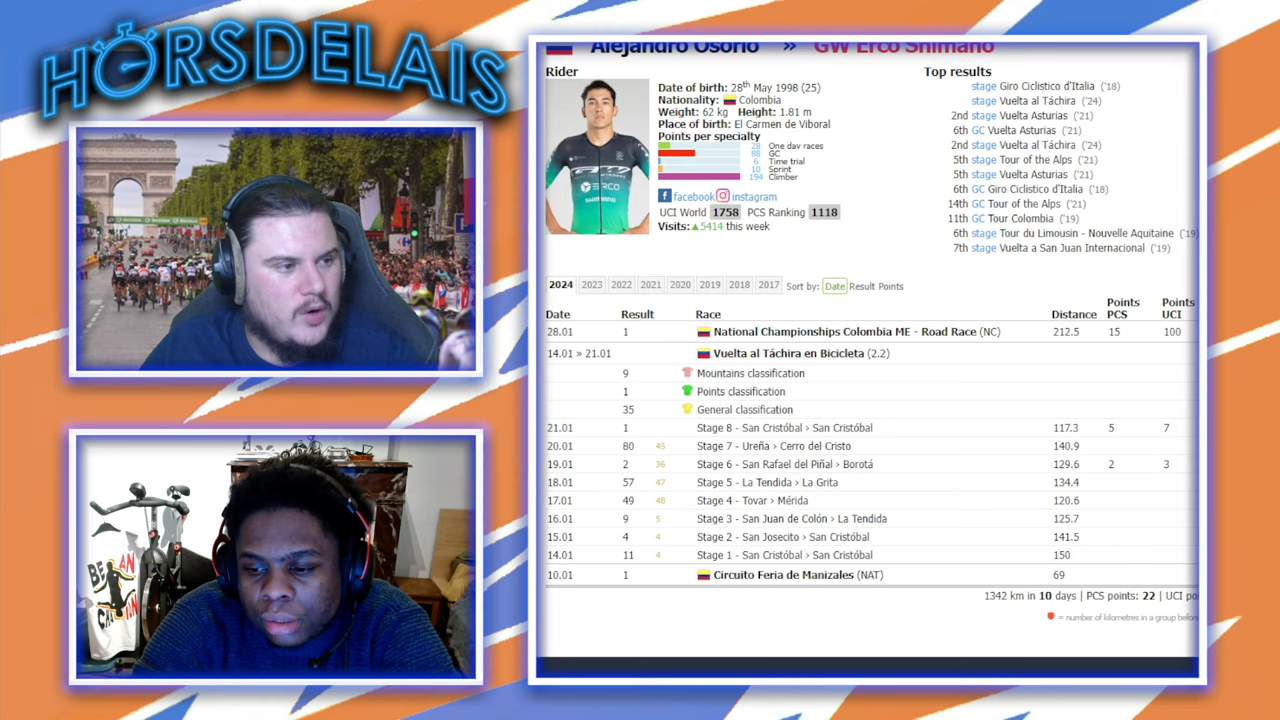 HORSDELAIS
BE AN
CAN
Alejandro Osorio » GW Erco Shimano
Rider
Date of birth: 28th May 1998 (25)
Nationality: Colombia
Weight: 62 kg Height: 1.81 m
Place of birth: El Carmen de Viboral
Points per specialty
28 One day races
88 GC
6 Time trial
10 Sprint
194 Climber
facebook instagram
UCI World 1758 PCS Ranking 1118
Visits: ▲5414 this week
ERCO
SHIMANO
Top results
stage Giro Ciclistico d'Italia ('18)
stage Vuelta al Táchira ('24)
2nd stage Vuelta Asturias ('21)
6th GC Vuelta Asturias ('21)
2nd stage Vuelta al Táchira ('24)
5th stage Tour of the Alps ('21)
5th stage Vuelta Asturias ('21)
6th GC Giro Ciclistico d'Italia ('18)
14th GC Tour of the Alps ('21)
11th GC Tour Colombia ('19)
6th stage Tour du Limousin - Nouvelle Aquitaine ('19)
7th stage Vuelta a San Juan Internacional ('19)
2024 2023 2022 2021 2020 2019 2018 2017 Sort by: Date Result Points
Date Result Race Distance Points PCS Points UCI
28.01 1 National Championships Colombia ME - Road Race (NC) 212.5 15 100
14.01 » 21.01 Vuelta al Táchira en Bicicleta (2.2)
9 Mountains classification
1 Points classification
35 General classification
21.01 1 Stage 8 - San Cristóbal › San Cristóbal 117.3 5 7
20.01 80 45 Stage 7 - Ureña › Cerro del Cristo 140.9
19.01 2 36 Stage 6 - San Rafael del Piñal › Borotá 129.6 2 3
18.01 57 47 Stage 5 - La Tendida › La Grita 134.4
17.01 49 48 Stage 4 - Tovar › Mérida 120.6
16.01 9 5 Stage 3 - San Juan de Colón › La Tendida 125.7
15.01 4 4 Stage 2 - San Josecito › San Cristóbal 141.5
14.01 11 4 Stage 1 - San Cristóbal › San Cristóbal 150
10.01 1 Circuito Feria de Manizales (NAT) 69
1342 km in 10 days | PCS points: 22 | UCI po
= number of kilometres in a group before